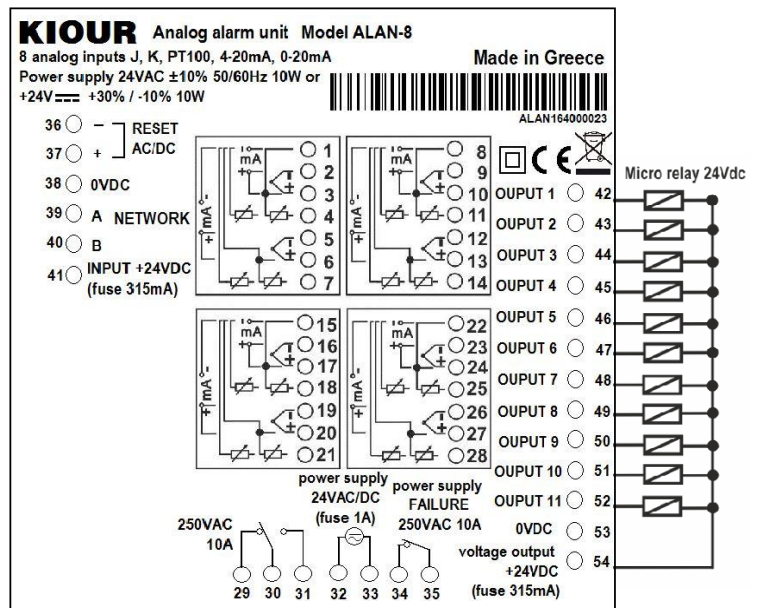 KIOUR Analog alarm unit Model ALAN-8
8 analog inputs J, K, PT100, 4-20mA, 0-20mA
Made in Greece
Power supply 24VAC ±10% 50/60Hz 10W or
+24V +30% / -10% 10W
ALAN164000023
36 - RESET
37 + AC/DC
38 0VDC
39 A NETWORK
40 B
41 INPUT +24VDC
(fuse 315mA)
mA
+
+
- mA +
1
2
3
4
5
6
7
mA
+
+
- mA +
8
9
10
11
12
13
14
mA
+
+
- mA +
15
16
17
18
19
20
21
mA
+
+
- mA +
22
23
24
25
26
27
28
CE
Micro relay 24Vdc
OUPUT 1 42
OUPUT 2 43
OUPUT 3 44
OUPUT 4 45
OUPUT 5 46
OUPUT 6 47
OUPUT 7 48
OUPUT 8 49
OUPUT 9 50
OUPUT 10 51
OUPUT 11 52
0VDC 53
voltage output 54
+24VDC
(fuse 315mA)
250VAC
10A
29 30 31
power supply
24VAC/DC
(fuse 1A)
32 33
power supply
FAILURE
250VAC 10A
34 35